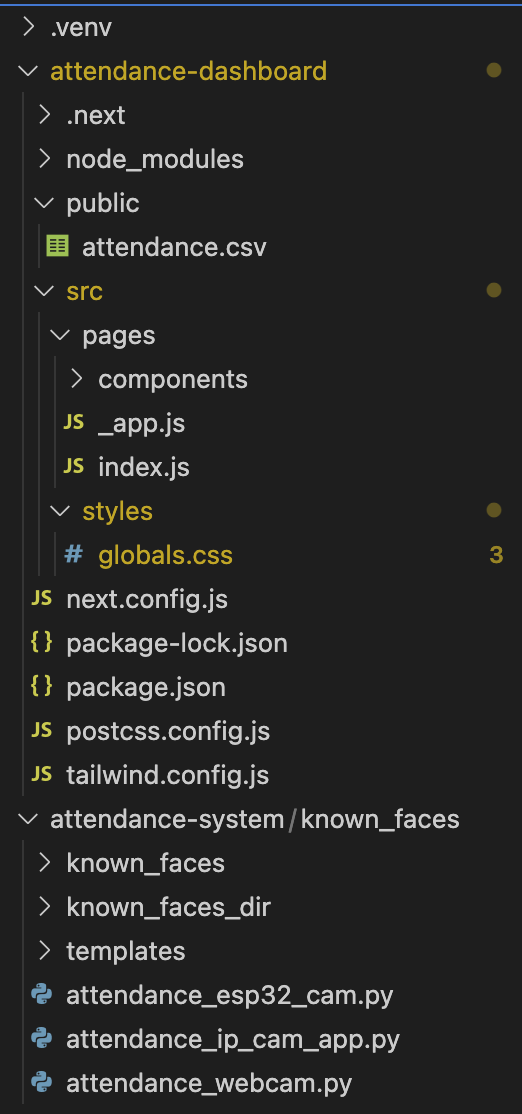 .venv
attendance-dashboard
.next
node_modules
public
attendance.csv
src
pages
components
JS _app.js
JS index.js
styles
# globals.css 3
JS next.config.js
{} package-lock.json
{} package.json
JS postcss.config.js
JS tailwind.config.js
attendance-system/known_faces
known_faces
known_faces_dir
templates
attendance_esp32_cam.py
attendance_ip_cam_app.py
attendance_webcam.py